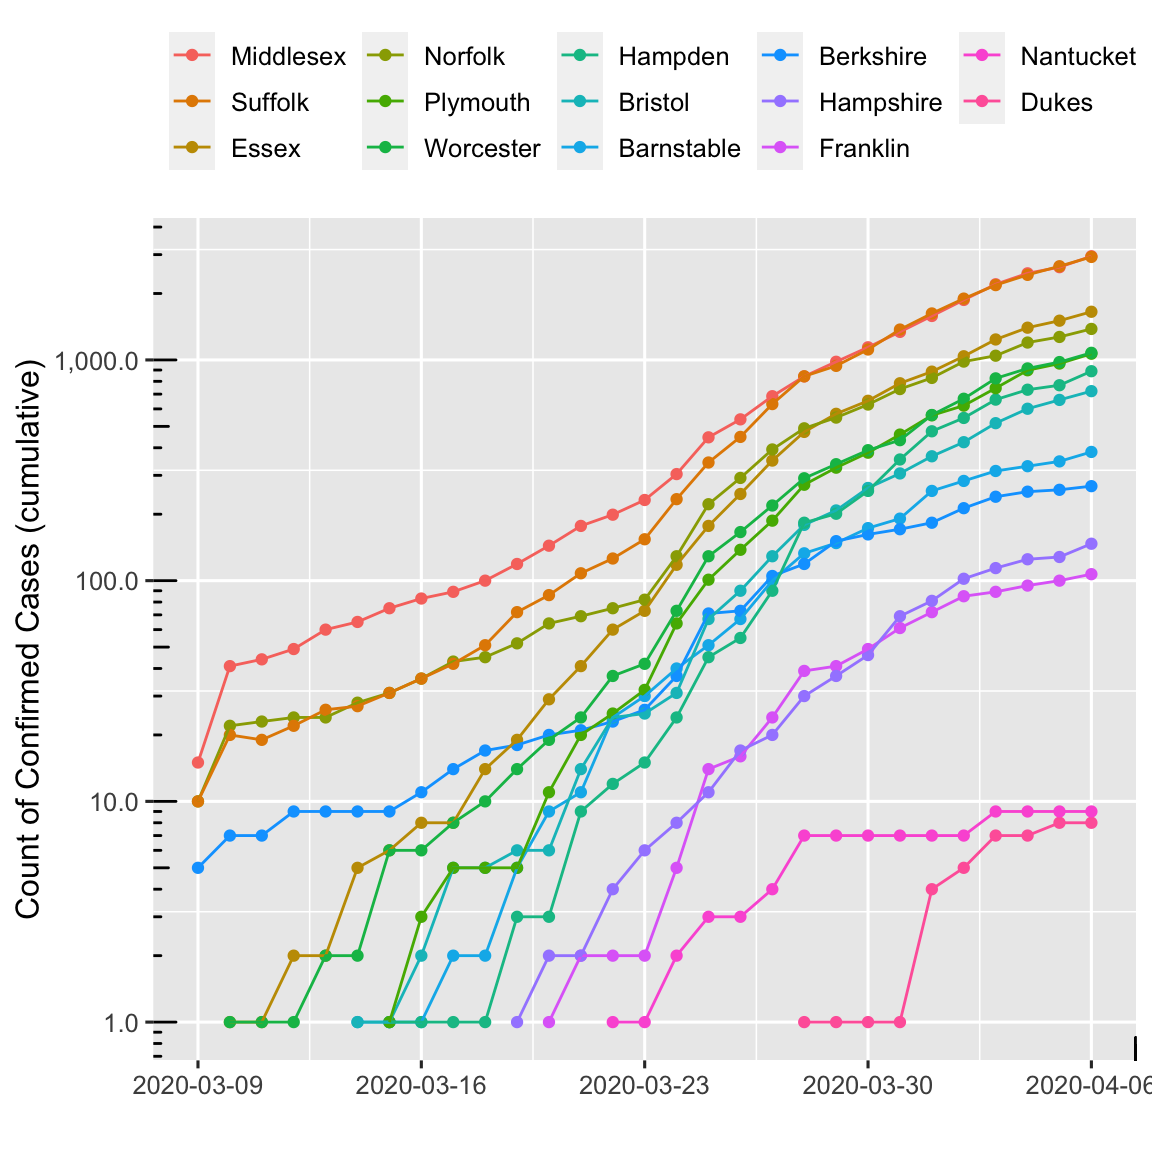 Middlesex Norfolk Hampden Berkshire Nantucket
Suffolk Plymouth Bristol Hampshire Dukes
Essex Worcester Barnstable Franklin
Count of Confirmed Cases (cumulative)
1,000.0
100.0
10.0
1.0
2020-03-09 2020-03-16 2020-03-23 2020-03-30 2020-04-06